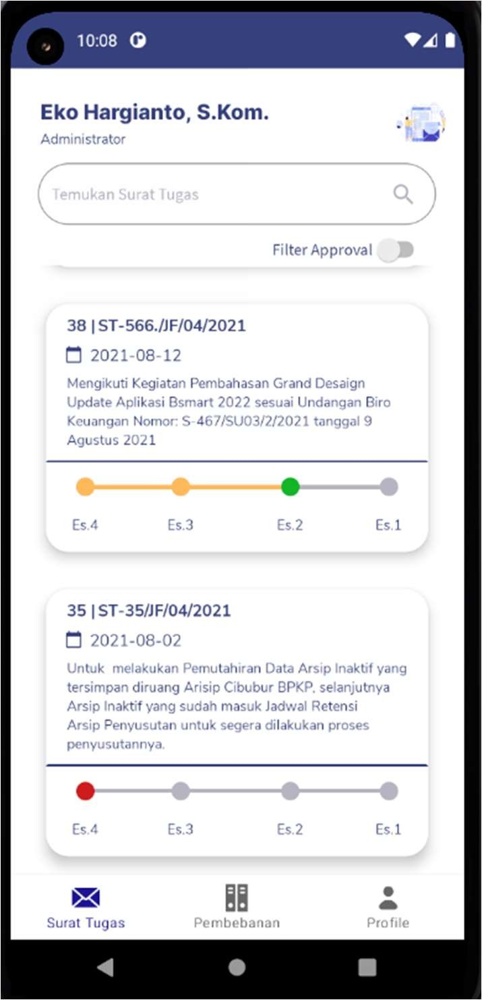 10:08
Eko Hargianto, S.Kom.
Administrator
Temukan Surat Tugas
Filter Approval
38 | ST-566./JF/04/2021
2021-08-12
Mengikuti Kegiatan Pembahasan Grand Desaign
Update Aplikasi Bsmart 2022 sesuai Undangan Biro
Keuangan Nomor: S-467/SU03/2/2021 tanggal 9
Agustus 2021
Es.4 Es.3 Es.2 Es.1
35 | ST-35/JF/04/2021
2021-08-02
Untuk  melakukan Pemutahiran Data Arsip Inaktif yang
tersimpan diruang Arisip Cibubur BPKP, selanjutnya
Arsip Inaktif yang sudah masuk Jadwal Retensi
Arsip Penyusutan untuk segera dilakukan proses
penyusutannya.
Es.4 Es.3 Es.2 Es.1
Surat Tugas Pembebanan Profile